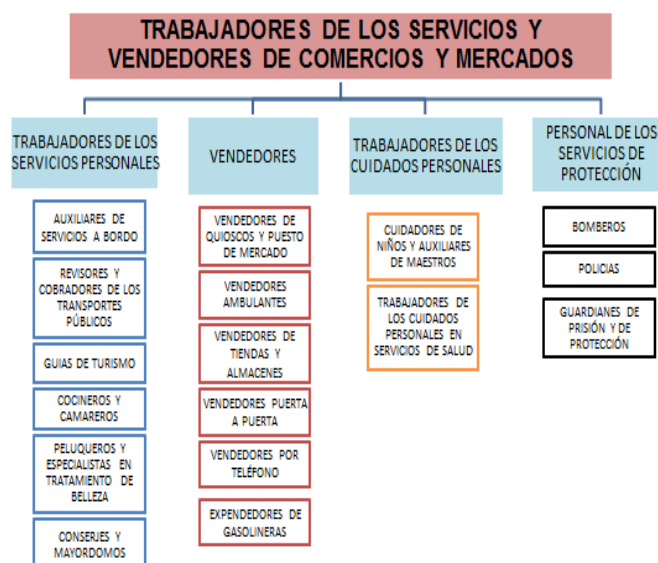 TRABAJADORES DE LOS SERVICIOS Y
VENDEDORES DE COMERCIOS Y MERCADOS
TRABAJADORES DE LOS
SERVICIOS PERSONALES
AUXILIARES DE
SERVICIOS A BORDO
REVISORES Y
COBRADORES DE LOS
TRANSPORTES
PÚBLICOS
GUIAS DE TURISMO
COCINEROS Y
CAMAREROS
PELUQUEROS Y
ESPECIALISTAS EN
TRATAMIENTO DE
BELLEZA
CONSERJES Y
MAYORDOMOS
VENDEDORES
VENDEDORES DE
QUIOSCOS Y PUESTO
DE MERCADO
VENDEDORES
AMBULANTES
VENDEDORES DE
TIENDAS Y
ALMACENES
VENDEDORES PUERTA
A PUERTA
VENDEDORES POR
TELÉFONO
EXPENDEDORES DE
GASOLINERAS
TRABAJADORES DE LOS
CUIDADOS PERSONALES
CUIDADORES DE
NIÑOS Y AUXILIARES
DE MAESTROS
TRABAJADORES DE
LOS CUIDADOS
PERSONALES EN
SERVICIOS DE SALUD
PERSONAL DE LOS
SERVICIOS DE
PROTECCIÓN
BOMBEROS
POLICIAS
GUARDIANES DE
PRISIÓN Y DE
PROTECCIÓN